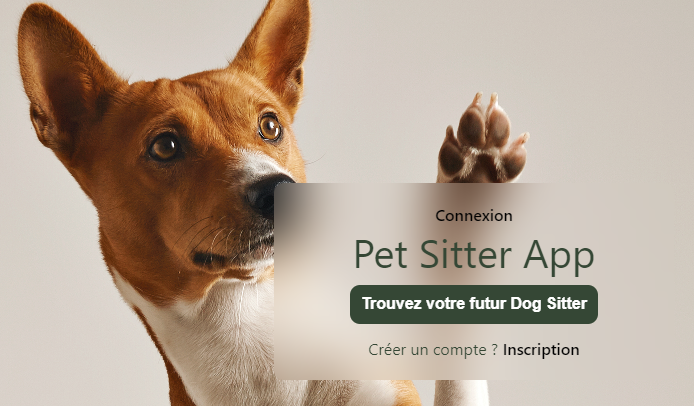 Connexion
Pet Sitter App
Trouvez votre futur Dog Sitter
Créer un compte ? Inscription